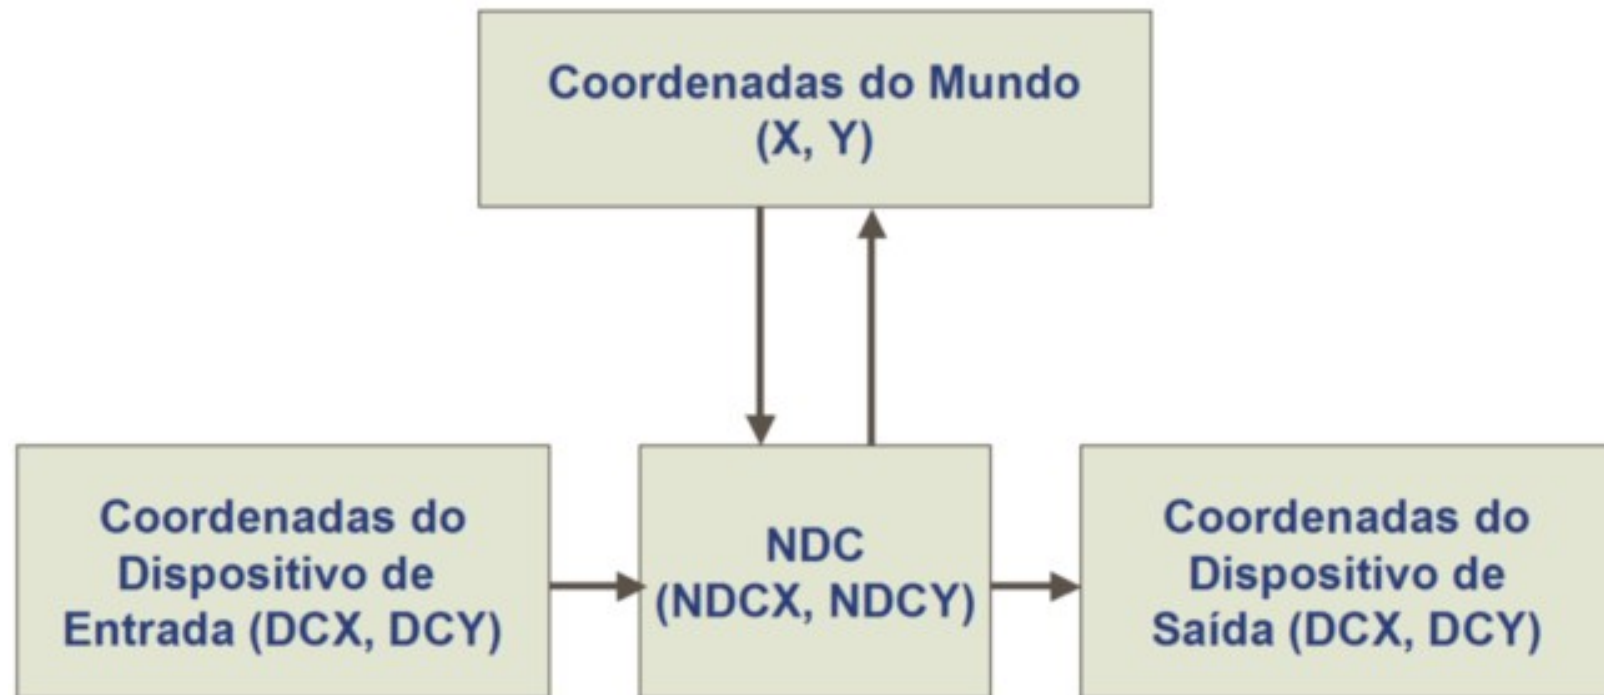 Coordenadas do Mundo
(X, Y)
Coordenadas do
Dispositivo de
Entrada (DCX, DCY)
NDC
(NDCX, NDCY)
Coordenadas do
Dispositivo de
Saída (DCX, DCY)